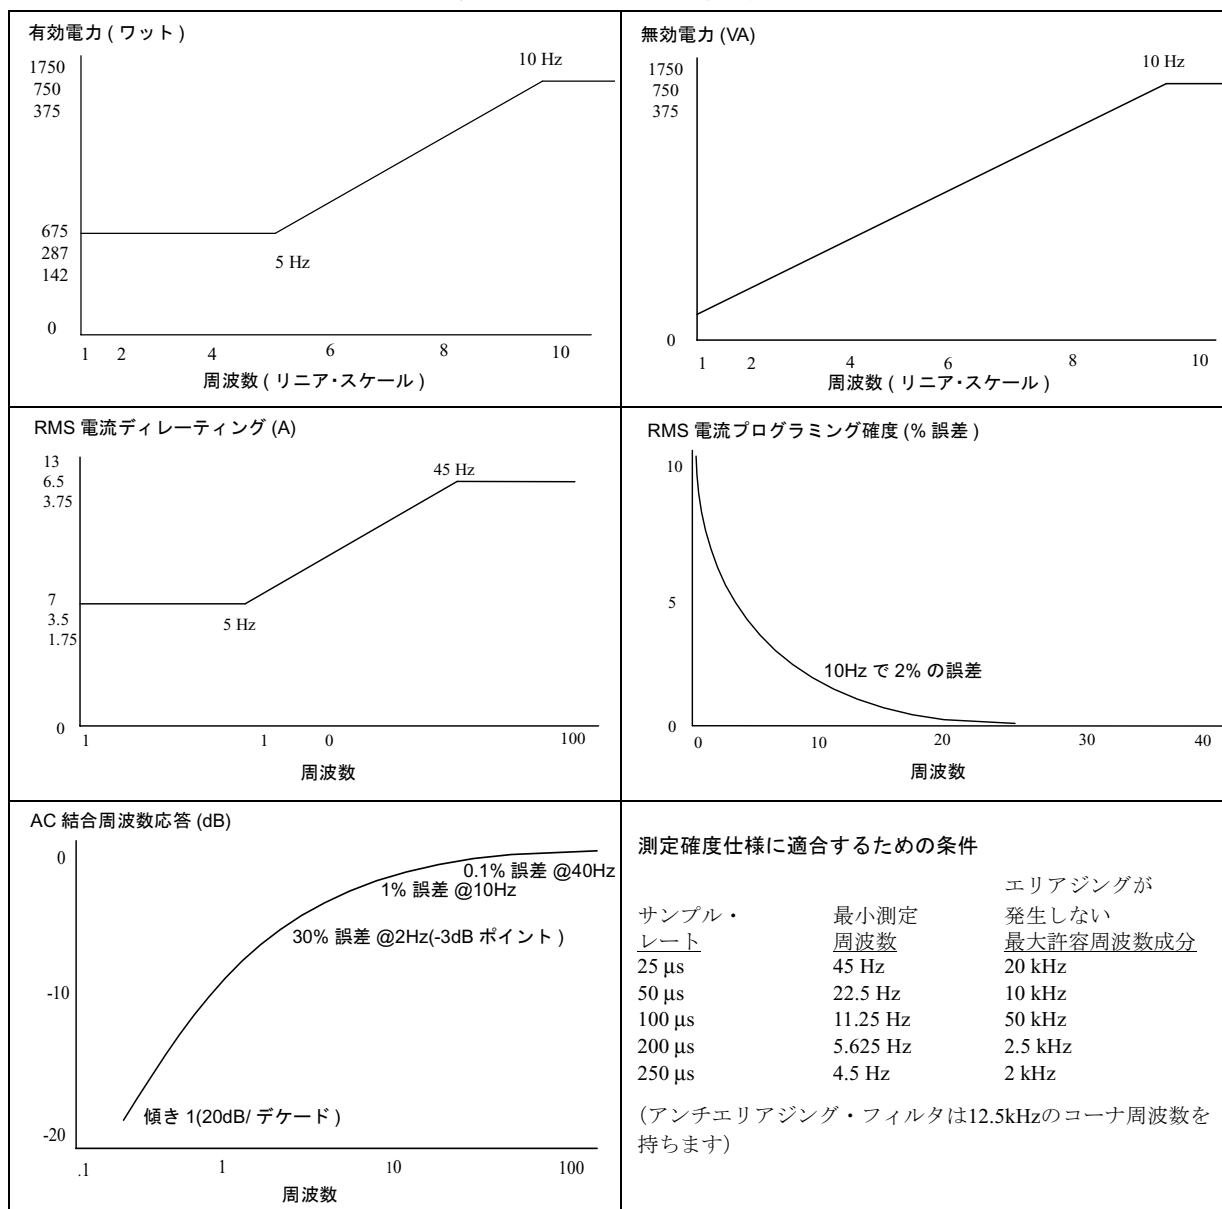 有効電力 ( ワット )
1750
750
375
10 Hz
675
287
142
5 Hz
0
1 2 4 6 8 10
周波数 ( リニア・スケール )
無効電力 (VA)
1750
750
375
10 Hz
0
1 2 4 6 8 10
周波数 ( リニア・スケール )
RMS 電流ディレーティング (A)
13
6.5
3.75
45 Hz
7
3.5
1.75
5 Hz
0
1 1 0 100
周波数
RMS 電流プログラミング確度 (% 誤差 )
10
5
10Hz で 2% の誤差
0
0 10 20 30 40
周波数
AC 結合周波数応答 (dB)
0
0.1% 誤差 @40Hz
1% 誤差 @10Hz
30% 誤差 @2Hz(-3dB ポイント )
-10
傾き 1(20dB/ デケード )
-20
.1 1 10 100
周波数
測定確度仕様に適合するための条件
エリアジングが
サンプル・ 最小測定 発生しない
レート 周波数 最大許容周波数成分
25 µs 45 Hz 20 kHz
50 µs 22.5 Hz 10 kHz
100 µs 11.25 Hz 50 kHz
200 µs 5.625 Hz 2.5 kHz
250 µs 4.5 Hz 2 kHz
(アンチエリアジング・フィルタは12.5kHzのコーナ周波数を
持ちます)